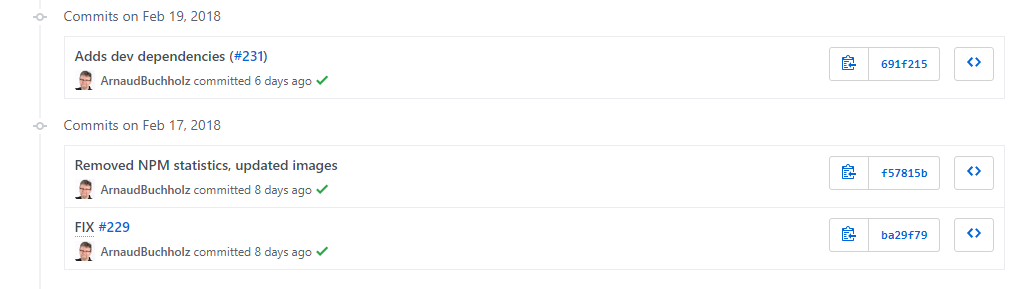 Commits on Feb 19, 2018
Adds dev dependencies (#231)
ArnaudBuchholz committed 6 days ago
691f215
Commits on Feb 17, 2018
Removed NPM statistics, updated images
ArnaudBuchholz committed 8 days ago
f57815b
FIX #229
ArnaudBuchholz committed 8 days ago
ba29f79